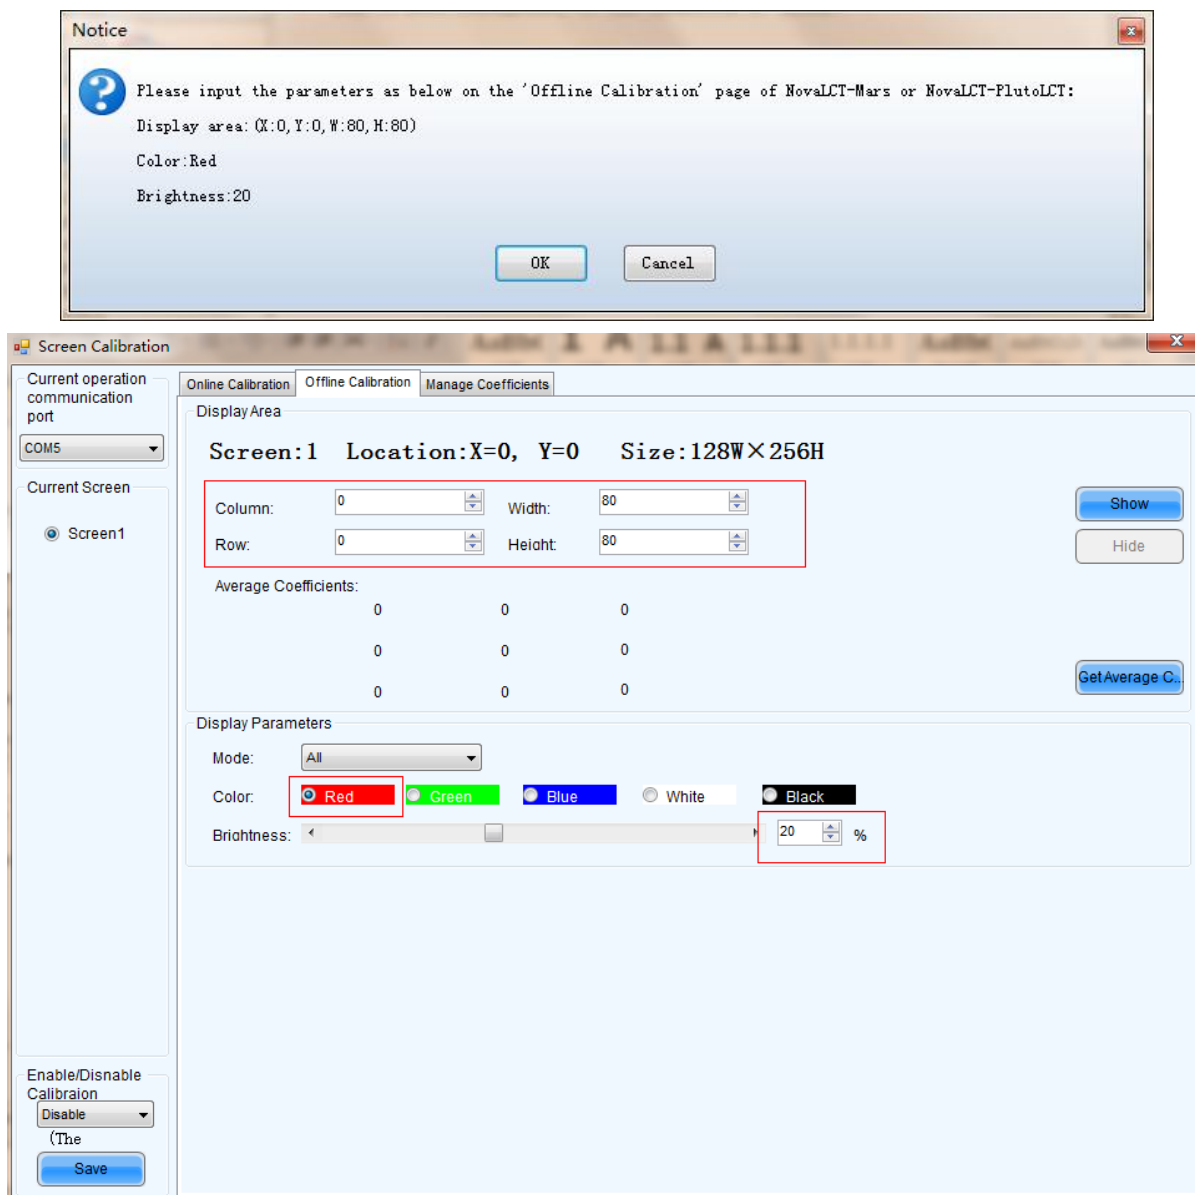 Notice
Please input the parameters as below on the 'Offline Calibration' page of NovaLCT-Mars or NovaLCT-PlutoLCT:
Display area:(X:0,Y:0,W:80,H:80)
Color:Red
Brightness:20
OK Cancel
Screen Calibration
Current operation communication port
COM5
Current Screen
Screen1
Online Calibration Offline Calibration Manage Coefficients
Display Area
Screen:1 Location:X=0, Y=0 Size:128W×256H
Column: 0 Width: 80
Row: 0 Height: 80
Show
Hide
Average Coefficients:
0 0 0
0 0 0
0 0 0
Get Average C...
Display Parameters
Mode: All
Color: Red Green Blue White Black
Brightness: 20 %
Enable/Disnable
Calibraion
Disable
(The
Save